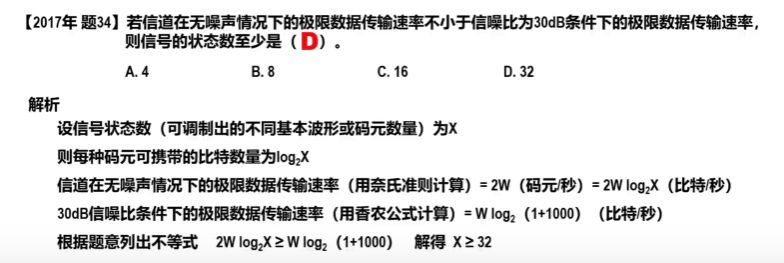 【2017年 题34】若信道在无噪声情况下的极限数据传输速率不小于信噪比为30dB条件下的极限数据传输速率，
则信号的状态数至少是（D）。
A. 4 B. 8 C. 16 D. 32
解析
设信号状态数（可调制出的不同基本波形或码元数量）为X
则每种码元可携带的比特数量为log₂X
信道在无噪声情况下的极限数据传输速率（用奈氏准则计算）= 2W（码元/秒）= 2W log₂X（比特/秒）
30dB信噪比条件下的极限数据传输速率（用香农公式计算）= W log₂（1+1000）（比特/秒）
根据题意列出不等式 2W log₂X ≥ W log₂（1+1000） 解得 X ≥ 32